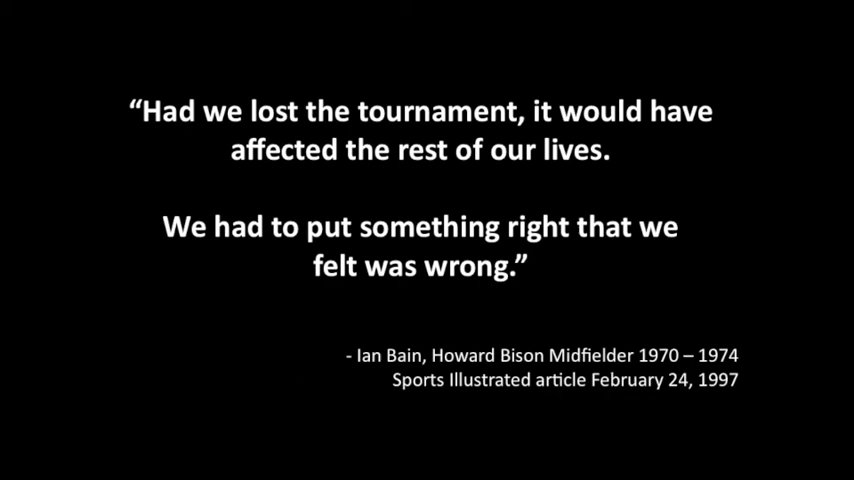 “Had we lost the tournament, it would have
affected the rest of our lives.
We had to put something right that we
felt was wrong.”
- Ian Bain, Howard Bison Midfielder 1970 – 1974
Sports Illustrated article February 24, 1997